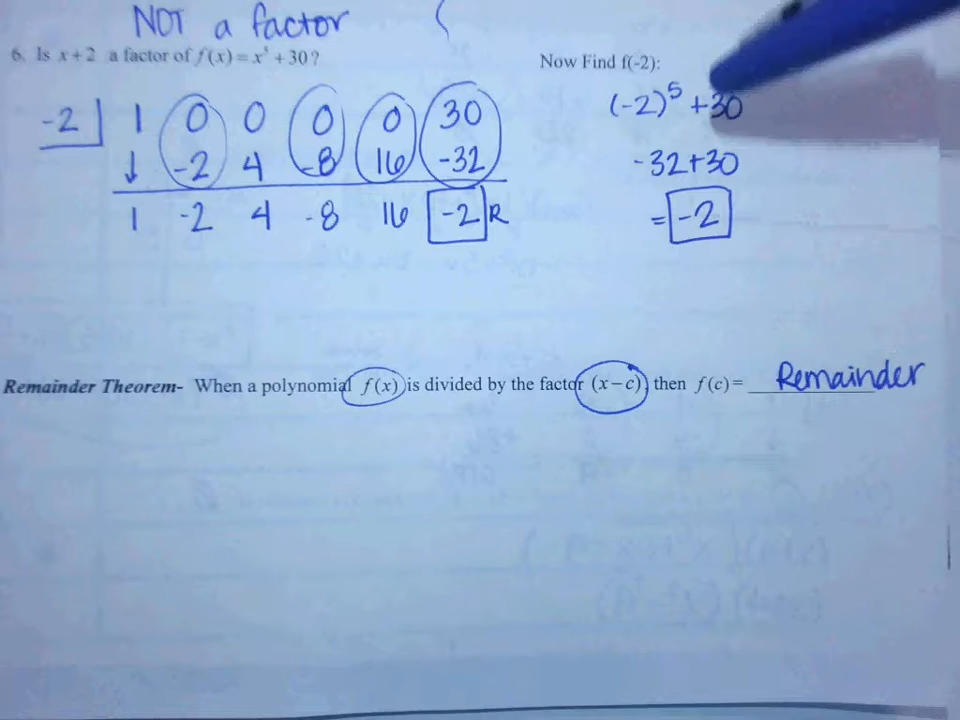 NOT a factor
6. Is x+2 a factor of f(x)=x⁵+30?
Now Find f(-2):
-2 | 1 0 0 0 0 30
↓ -2 4 -8 16 -32
1 -2 4 -8 16 -2 R
(-2)⁵ +30
-32+30
= -2
Remainder Theorem- When a polynomial f(x) is divided by the factor (x-c), then f(c)= Remainder